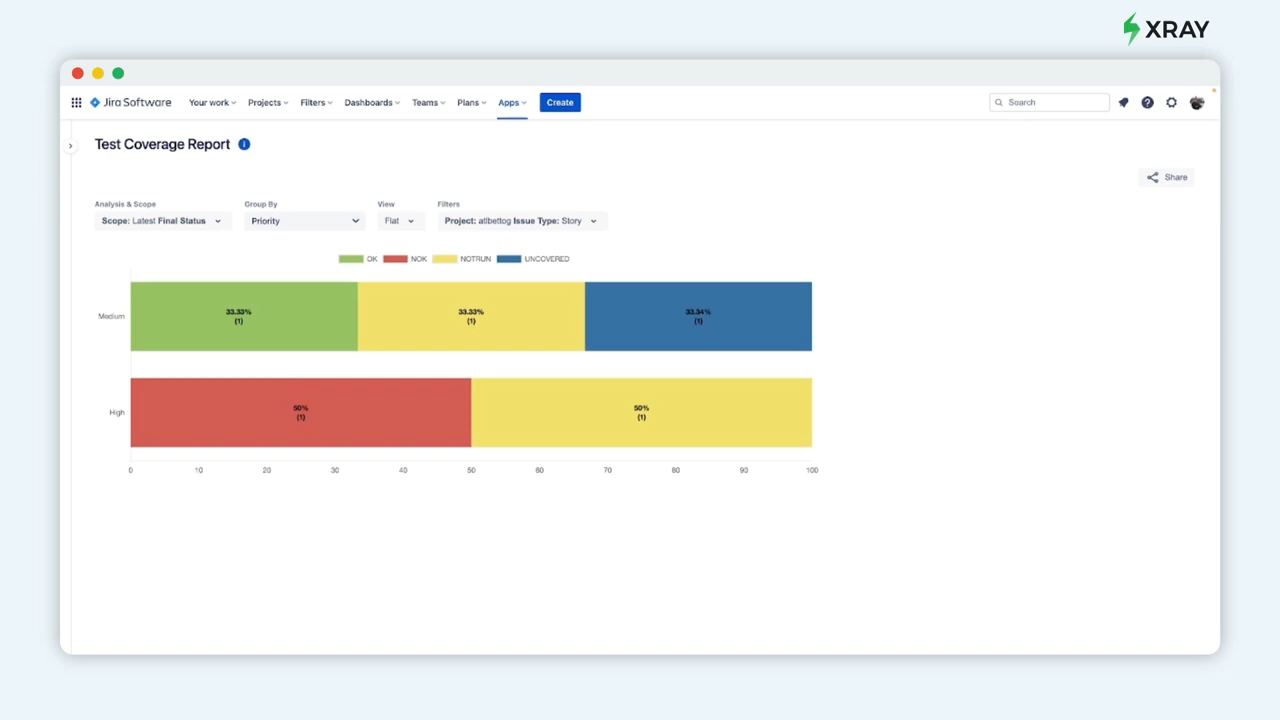 XRAY
Jira Software Your work Projects Filters Dashboards Teams Plans Apps Create Search
Test Coverage Report
Share
Analysis & Scope Group By View Filters
Scope: Latest Final Status Priority Flat Project: atlbettog Issue Type: Story
OK NOK NOTRUN UNCOVERED
Medium 33.33% 33.33% 33.34%
(1) (1) (1)
High 50% 50%
(1) (1)
0 10 20 30 40 50 60 70 80 90 100